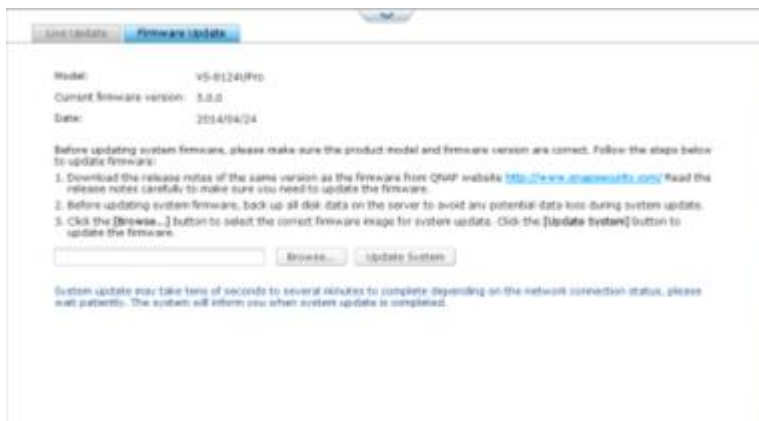 Live Update Firmware Update
Model:
Current firmware version: 5.0.0
Date: 2014/04/24
Before updating system firmware, please make sure the product model and firmware version are correct. Follow the steps below
to update firmware:
1. Download the release notes of the same version as the firmware from QNAP website http://www.qnapsecurity.com/ Read the
release notes carefully to make sure you need to update the firmware.
2. Before updating system firmware, back up all disk data on the server to avoid any potential data loss during system update.
3. Click the [Browse...] button to select the correct firmware image for system update. Click the [Update System] button to
update the firmware.
Browse... Update System
System update may take tens of seconds to several minutes to complete depending on the network connection status, please
wait patiently. The system will inform you when system update is completed.